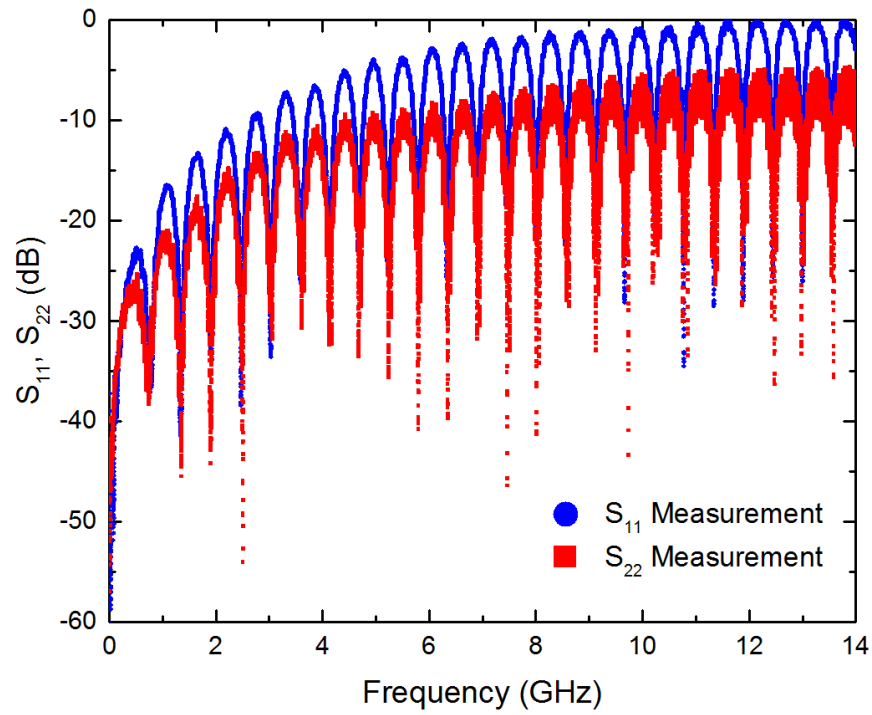 0
-10
-20
-30
-40
-50
-60
S11, S22 (dB)
S11 Measurement
S22 Measurement
0 2 4 6 8 10 12 14
Frequency (GHz)